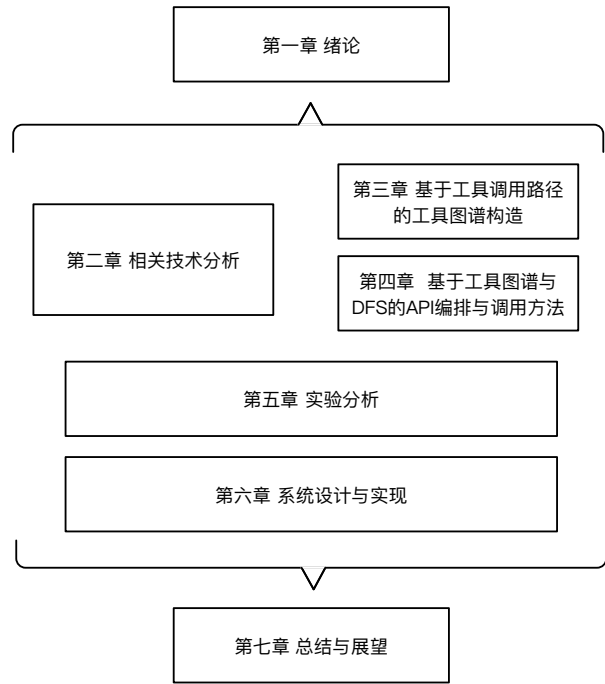 第一章 绪论
第二章 相关技术分析
第三章 基于工具调用路径
的工具图谱构造
第四章 基于工具图谱与
DFS的API编排与调用方法
第五章 实验分析
第六章 系统设计与实现
第七章 总结与展望